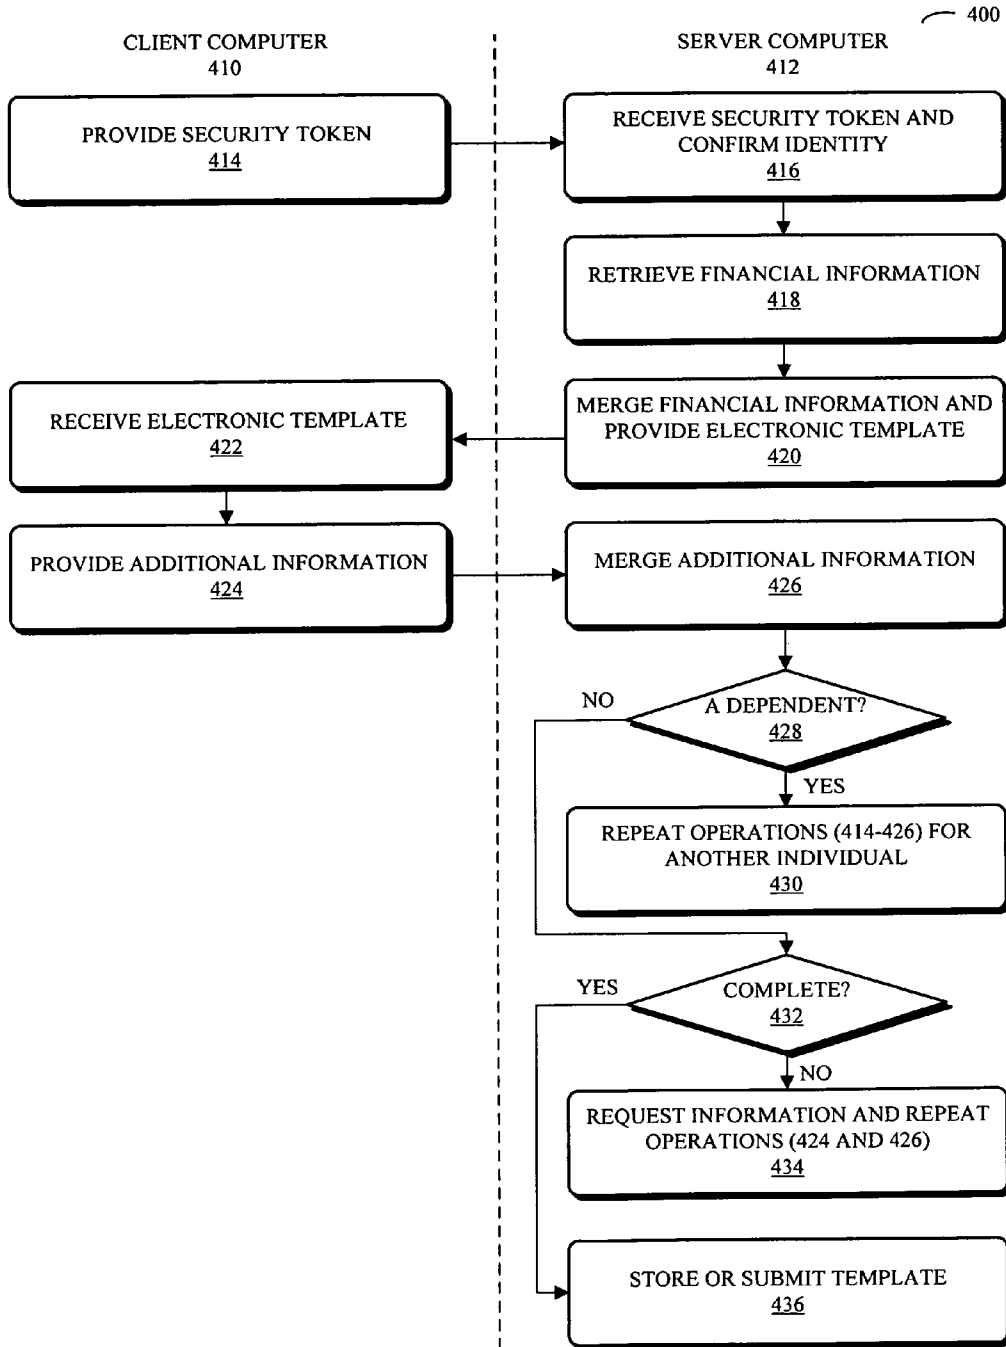 400
CLIENT COMPUTER
410
SERVER COMPUTER
412
PROVIDE SECURITY TOKEN
414
RECEIVE SECURITY TOKEN AND
CONFIRM IDENTITY
416
RETRIEVE FINANCIAL INFORMATION
418
MERGE FINANCIAL INFORMATION AND
PROVIDE ELECTRONIC TEMPLATE
420
RECEIVE ELECTRONIC TEMPLATE
422
PROVIDE ADDITIONAL INFORMATION
424
MERGE ADDITIONAL INFORMATION
426
A DEPENDENT?
428
NO
YES
REPEAT OPERATIONS (414-426) FOR
ANOTHER INDIVIDUAL
430
COMPLETE?
432
YES
NO
REQUEST INFORMATION AND REPEAT
OPERATIONS (424 AND 426)
434
STORE OR SUBMIT TEMPLATE
436